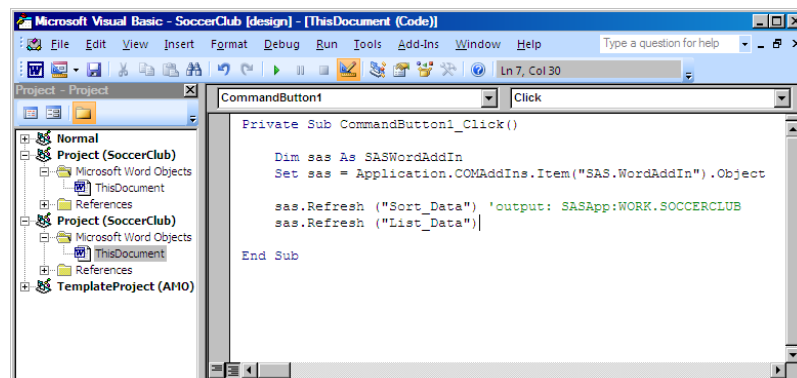 Microsoft Visual Basic - SoccerClub [design] - [ThisDocument (Code)]
File Edit View Insert Format Debug Run Tools Add-Ins Window Help Type a question for help
Ln 7, Col 30
Project - Project
CommandButton1 Click
Normal
Project (SoccerClub)
Microsoft Word Objects
ThisDocument
References
Project (SoccerClub)
Microsoft Word Objects
ThisDocument
References
TemplateProject (AMO)
Private Sub CommandButton1_Click()
Dim sas As SASWordAddIn
Set sas = Application.COMAddIns.Item("SAS.WordAddIn").Object
sas.Refresh ("Sort_Data") 'output: SASApp:WORK.SOCCERCLUB
sas.Refresh ("List_Data")
End Sub